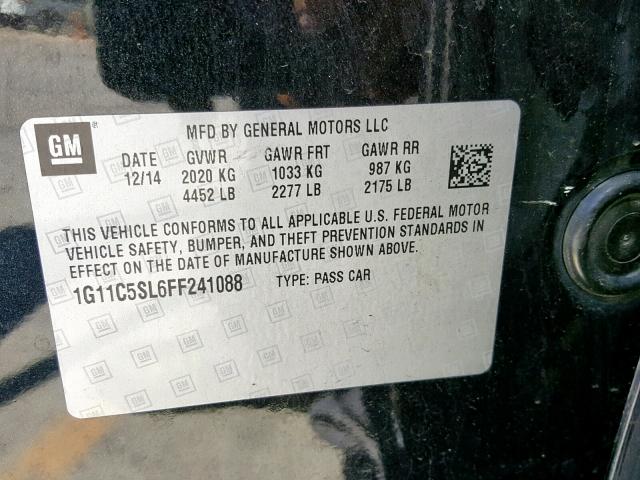 GM
MFD BY GENERAL MOTORS LLC
DATE GVWR GAWR FRT GAWR RR
12/14 2020 KG 1033 KG 987 KG
4452 LB 2277 LB 2175 LB
THIS VEHICLE CONFORMS TO ALL APPLICABLE U.S. FEDERAL MOTOR
VEHICLE SAFETY, BUMPER, AND THEFT PREVENTION STANDARDS IN
EFFECT ON THE DATE OF MANUFACTURE SHOWN ABOVE.
1G11C5SL6FF241088 TYPE: PASS CAR